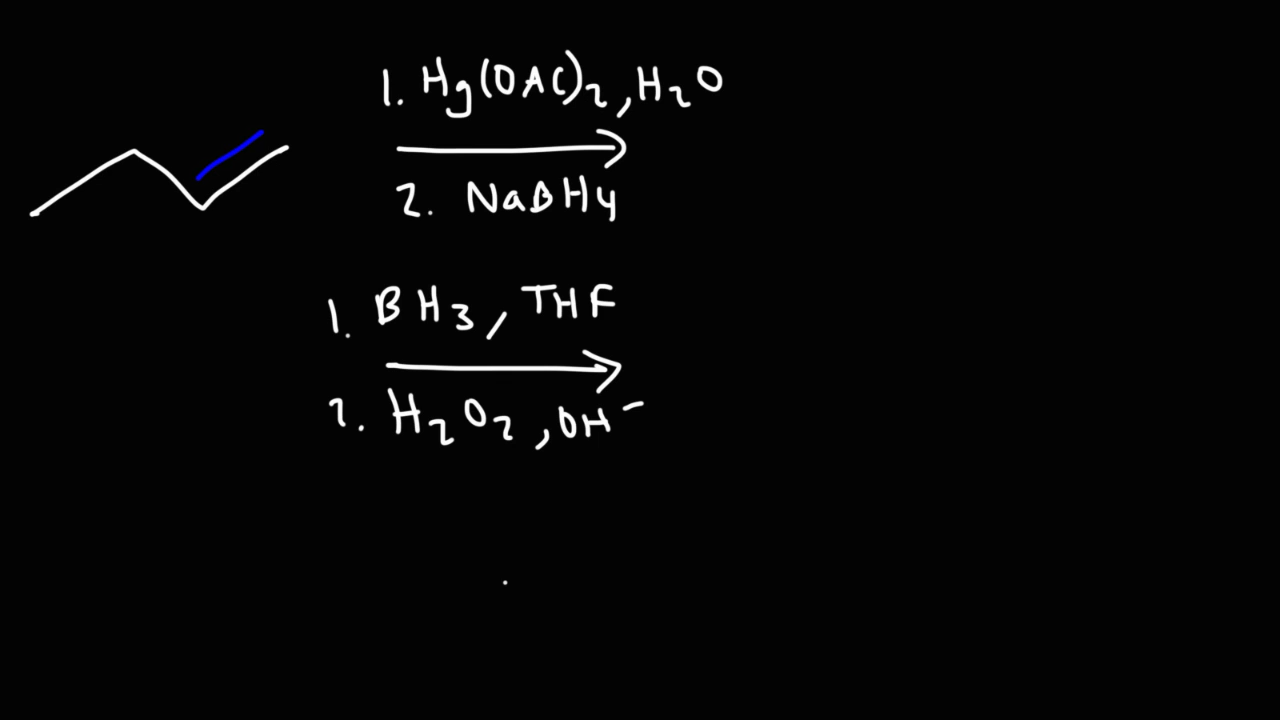 1. Hg(OAC)2, H2O
2. NaBH4
1. BH3, THF
2. H2O2, OH-